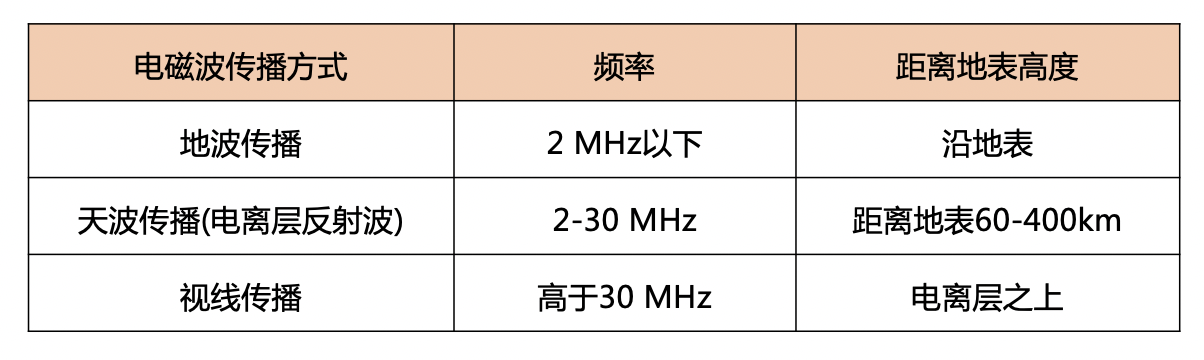 电磁波传播方式 频率 距离地表高度
地波传播 2 MHz以下 沿地表
天波传播(电离层反射波) 2-30 MHz 距离地表60-400km
视线传播 高于30 MHz 电离层之上